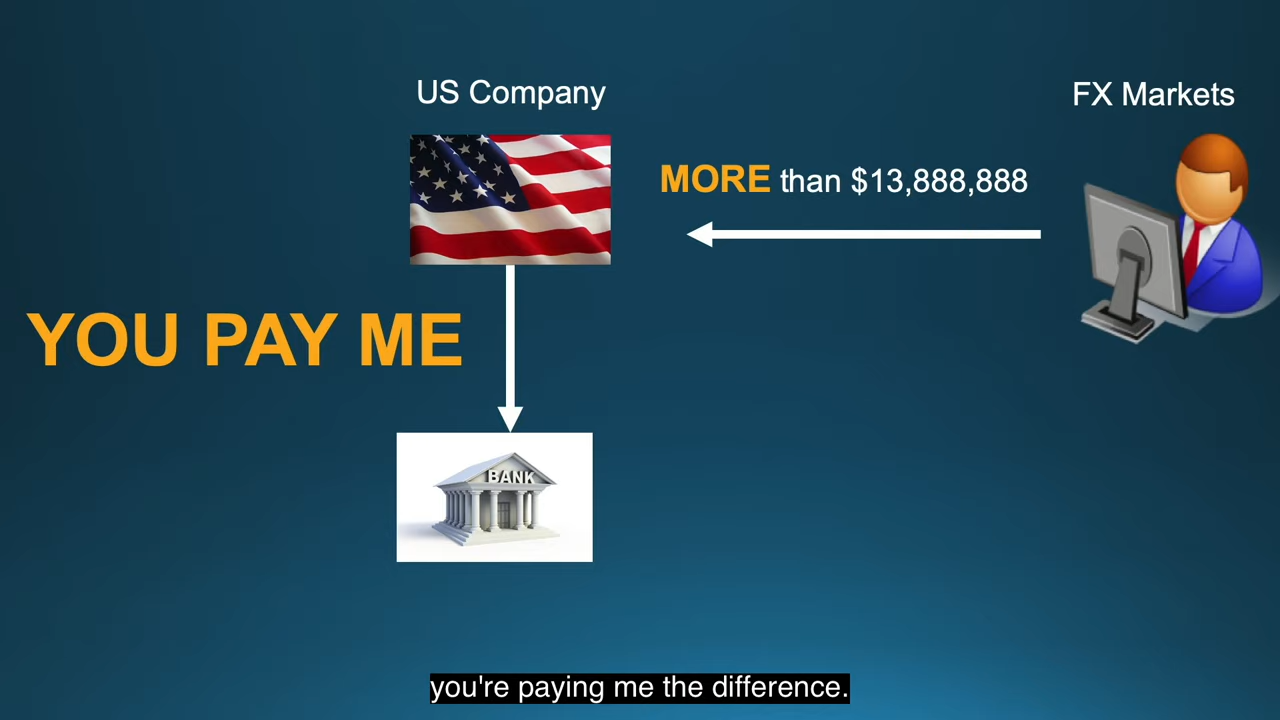 US Company
FX Markets
MORE than $13,888,888
YOU PAY ME
BANK
you're paying me the difference.